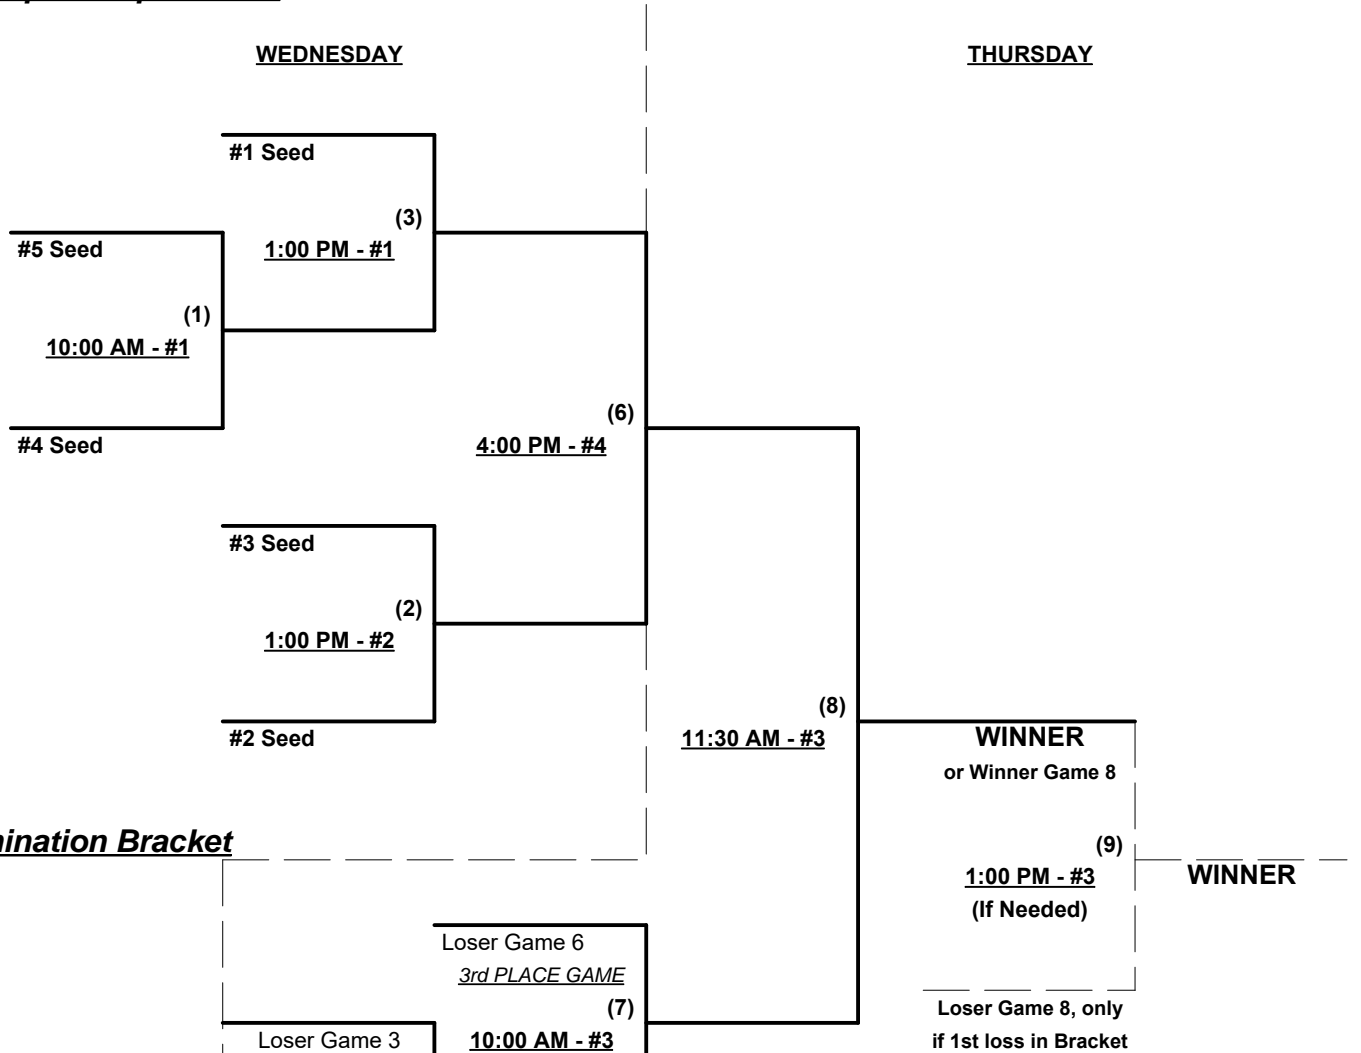 WEDNESDAY
THURSDAY
#1 Seed
(3)
#5 Seed
1:00 PM - #1
(1)
10:00 AM - #1
(6)
#4 Seed
4:00 PM - #4
#3 Seed
(2)
1:00 PM - #2
(8)
#2 Seed
11:30 AM - #3
WINNER
or Winner Game 8
Bracket
(9)
1:00 PM - #3
WINNER
(If Needed)
Loser Game 6
3rd PLACE GAME
(7)
Loser Game 8, only
Loser Game 3
10:00 AM - #3
if 1st loss in Bracket